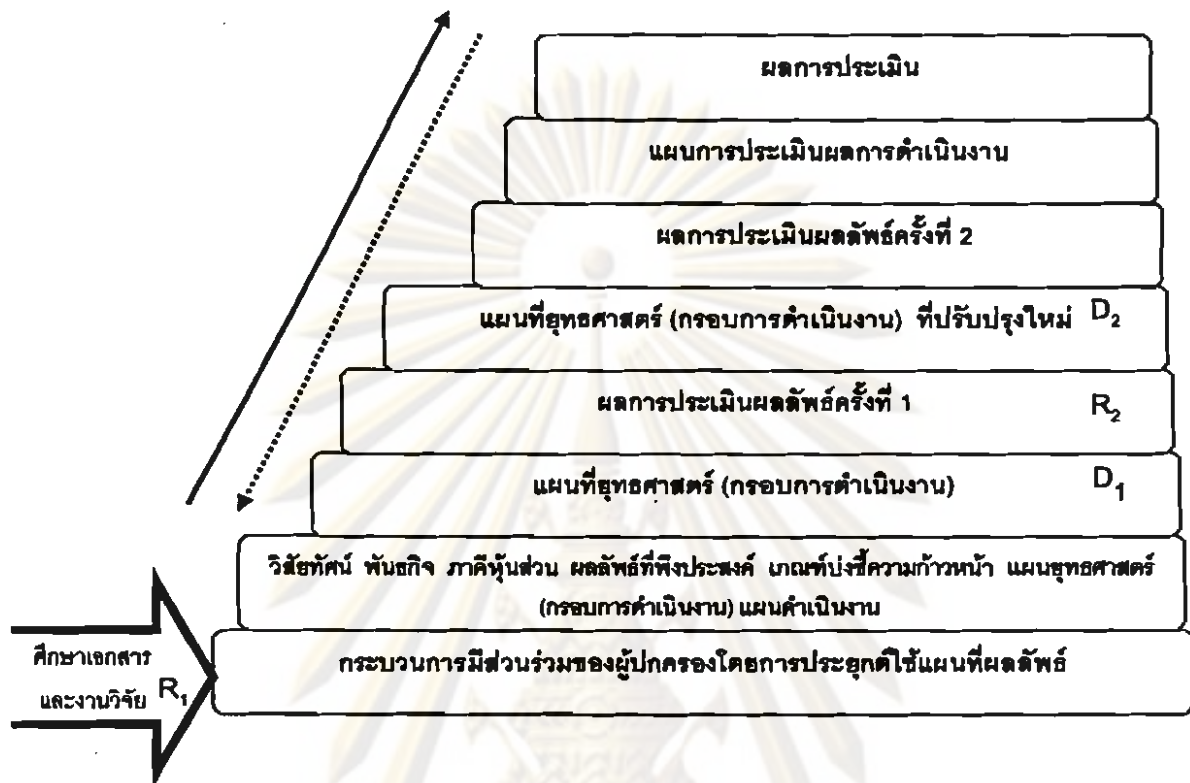 ผลการประเมิน
แผนการประเมินผลการดำเนินงาน
ผลการประเมินผลลัพธ์ครั้งที่ 2
แผนที่ยุทธศาสตร์ (กรอบการดำเนินงาน) ที่ปรับปรุงใหม่ D2
ผลการประเมินผลลัพธ์ครั้งที่ 1 R2
แผนที่ยุทธศาสตร์ (กรอบการดำเนินงาน) D1
วิสัยทัศน์ พันธกิจ ภาคีหุ้นส่วน ผลลัพธ์ที่พึงประสงค์ เกณฑ์บ่งชี้ความก้าวหน้า แผนยุทธศาสตร์
(กรอบการดำเนินงาน) แผนดำเนินงาน
กระบวนการมีส่วนร่วมของผู้ปกครองโดยการประยุกต์ใช้แผนที่ผลลัพธ์
ศึกษาเอกสาร
และงานวิจัย R1